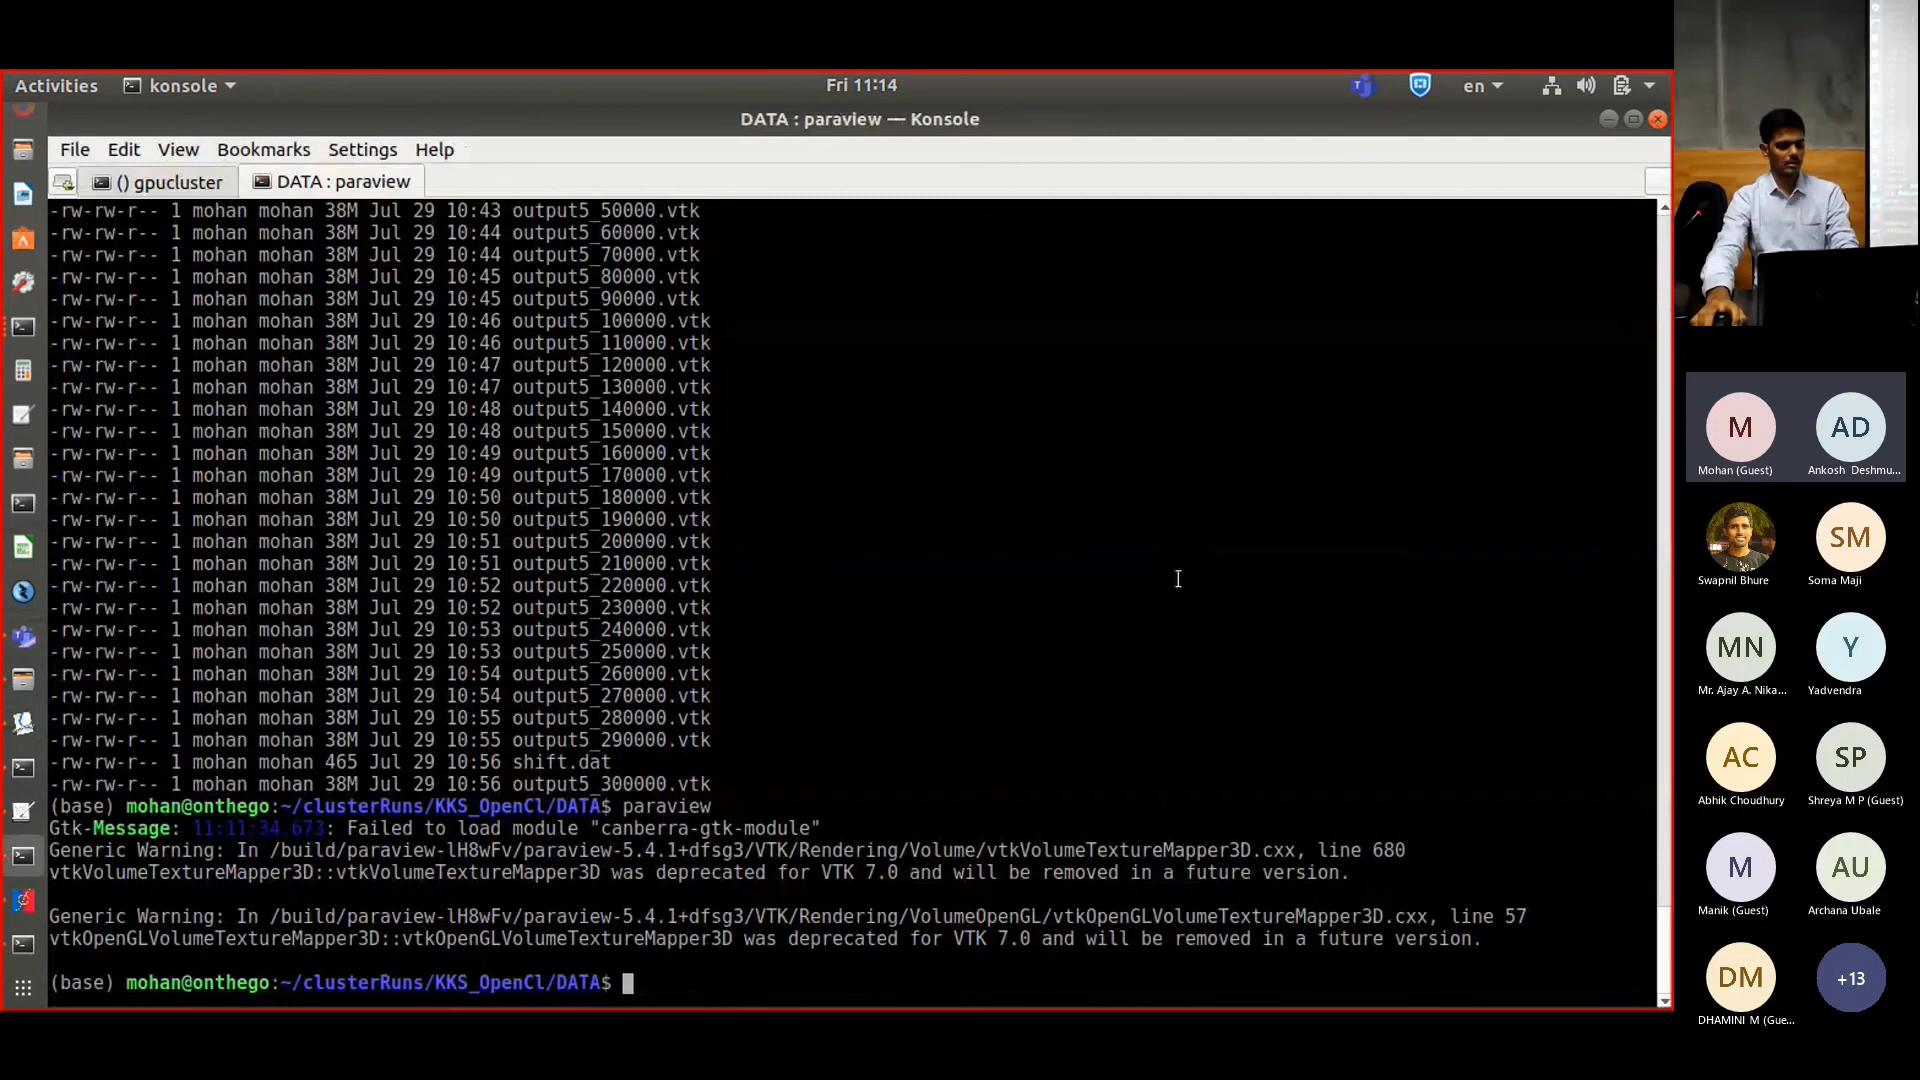 Activities konsole Fri 11:14 en
DATA : paraview — Konsole
File Edit View Bookmarks Settings Help
() gpucluster DATA : paraview
-rw-rw-r-- 1 mohan mohan 38M Jul 29 10:43 output5_50000.vtk
-rw-rw-r-- 1 mohan mohan 38M Jul 29 10:44 output5_60000.vtk
-rw-rw-r-- 1 mohan mohan 38M Jul 29 10:44 output5_70000.vtk
-rw-rw-r-- 1 mohan mohan 38M Jul 29 10:45 output5_80000.vtk
-rw-rw-r-- 1 mohan mohan 38M Jul 29 10:45 output5_90000.vtk
-rw-rw-r-- 1 mohan mohan 38M Jul 29 10:46 output5_100000.vtk
-rw-rw-r-- 1 mohan mohan 38M Jul 29 10:46 output5_110000.vtk
-rw-rw-r-- 1 mohan mohan 38M Jul 29 10:47 output5_120000.vtk
-rw-rw-r-- 1 mohan mohan 38M Jul 29 10:47 output5_130000.vtk
-rw-rw-r-- 1 mohan mohan 38M Jul 29 10:48 output5_140000.vtk
-rw-rw-r-- 1 mohan mohan 38M Jul 29 10:48 output5_150000.vtk
-rw-rw-r-- 1 mohan mohan 38M Jul 29 10:49 output5_160000.vtk
-rw-rw-r-- 1 mohan mohan 38M Jul 29 10:49 output5_170000.vtk
-rw-rw-r-- 1 mohan mohan 38M Jul 29 10:50 output5_180000.vtk
-rw-rw-r-- 1 mohan mohan 38M Jul 29 10:50 output5_190000.vtk
-rw-rw-r-- 1 mohan mohan 38M Jul 29 10:51 output5_200000.vtk
-rw-rw-r-- 1 mohan mohan 38M Jul 29 10:51 output5_210000.vtk
-rw-rw-r-- 1 mohan mohan 38M Jul 29 10:52 output5_220000.vtk
-rw-rw-r-- 1 mohan mohan 38M Jul 29 10:52 output5_230000.vtk
-rw-rw-r-- 1 mohan mohan 38M Jul 29 10:53 output5_240000.vtk
-rw-rw-r-- 1 mohan mohan 38M Jul 29 10:53 output5_250000.vtk
-rw-rw-r-- 1 mohan mohan 38M Jul 29 10:54 output5_260000.vtk
-rw-rw-r-- 1 mohan mohan 38M Jul 29 10:54 output5_270000.vtk
-rw-rw-r-- 1 mohan mohan 38M Jul 29 10:55 output5_280000.vtk
-rw-rw-r-- 1 mohan mohan 38M Jul 29 10:55 output5_290000.vtk
-rw-rw-r-- 1 mohan mohan 465 Jul 29 10:56 shift.dat
-rw-rw-r-- 1 mohan mohan 38M Jul 29 10:56 output5_300000.vtk
(base) mohan@onthego:~/clusterRuns/KKS_OpenCl/DATA$ paraview
Gtk-Message: 11:11:34.673: Failed to load module "canberra-gtk-module"
Generic Warning: In /build/paraview-lH8wFv/paraview-5.4.1+dfsg3/VTK/Rendering/Volume/vtkVolumeTextureMapper3D.cxx, line 680
vtkVolumeTextureMapper3D::vtkVolumeTextureMapper3D was deprecated for VTK 7.0 and will be removed in a future version.
Generic Warning: In /build/paraview-lH8wFv/paraview-5.4.1+dfsg3/VTK/Rendering/VolumeOpenGL/vtkOpenGLVolumeTextureMapper3D.cxx, line 57
vtkOpenGLVolumeTextureMapper3D::vtkOpenGLVolumeTextureMapper3D was deprecated for VTK 7.0 and will be removed in a future version.
(base) mohan@onthego:~/clusterRuns/KKS_OpenCl/DATA$
M AD
Mohan (Guest) Ankosh Deshmu...
SM
Swapnil Bhure Soma Maji
MN Y
Mr. Ajay A. Nika... Yadvendra
AC SP
Abhik Choudhury Shreya M P (Guest)
M AU
Manik (Guest) Archana Ubale
DM +13
DHAMINI M (Gue...